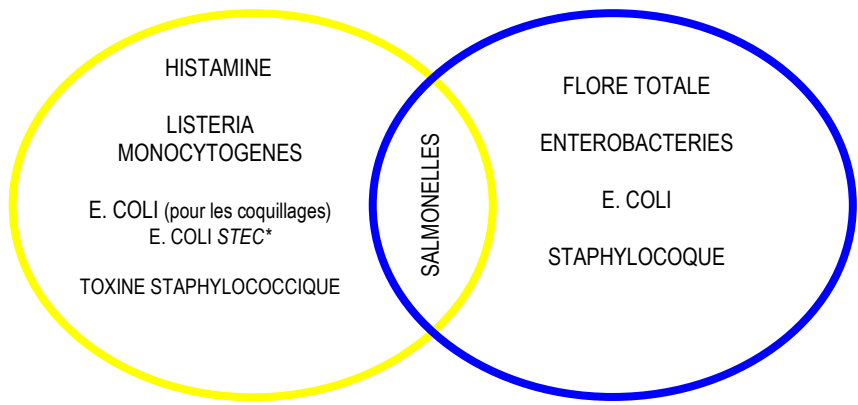 HISTAMINE
LISTERIA
MONOCYTOGENES
E. COLI (pour les coquillages)
E. COLI STEC*
TOXINE STAPHYLOCOCCIQUE
SALMONELLES
FLORE TOTALE
ENTEROBACTERIES
E. COLI
STAPHYLOCOQUE